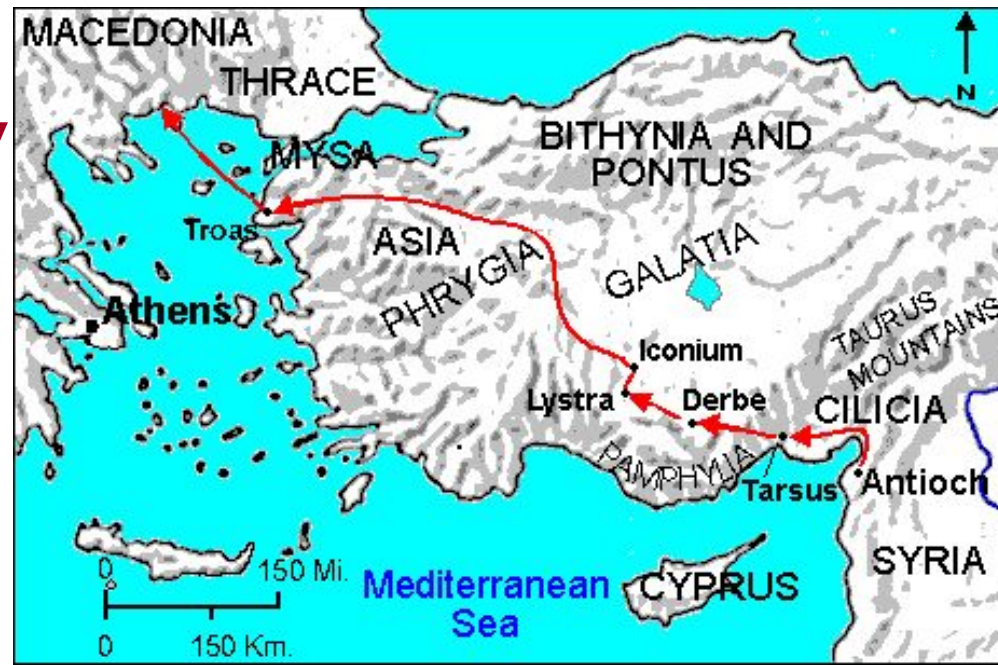 MACEDONIA
THRACE
N
MYSA
BITHYNIA AND
PONTUS
Troas
ASIA
PHRYGIA
GALATIA
Athens
TAURUS
MOUNTAINS
Iconium
Lystra
Derbe
CILICIA
PAMPHYLIA
Tarsus
Antioch
SYRIA
0 150 Mi.
Mediterranean
Sea
CYPRUS
0 150 Km.